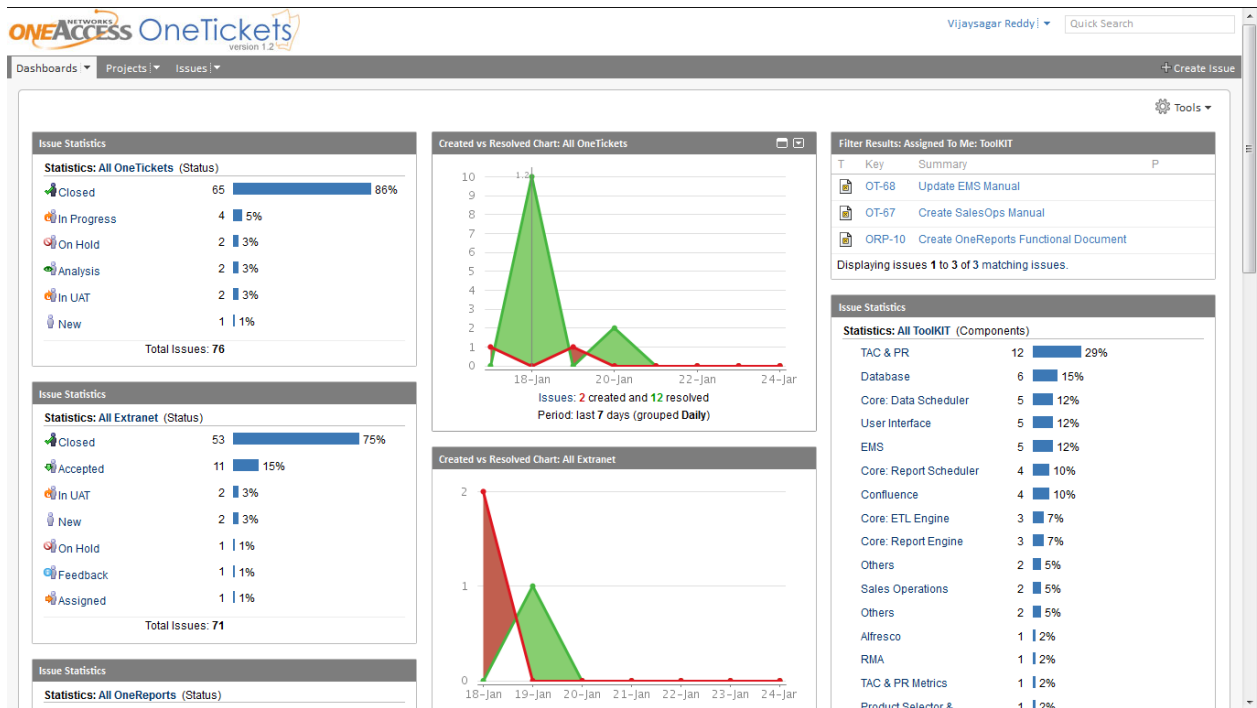 NETWORKS
ONEACCESS OneTickets
version 1.2
Vijaysagar Reddy
Quick Search
Dashboards
Projects
Issues
+ Create Issue
Tools
Issue Statistics
Statistics: All OneTickets (Status)
Closed 65 86%
In Progress 4 5%
On Hold 2 3%
Analysis 2 3%
In UAT 2 3%
New 1 1%
Total Issues: 76
Issue Statistics
Statistics: All Extranet (Status)
Closed 53 75%
Accepted 11 15%
In UAT 2 3%
New 2 3%
On Hold 1 1%
Feedback 1 1%
Assigned 1 1%
Total Issues: 71
Issue Statistics
Statistics: All OneReports (Status)
Created vs Resolved Chart: All OneTickets
1.2
10
9
8
7
6
5
4
3
2
1
0
18-Jan 20-Jan 22-Jan 24-Jar
Issues: 2 created and 12 resolved
Period: last 7 days (grouped Daily)
Created vs Resolved Chart: All Extranet
2
1
0
18-Jan 19-Jan 20-Jan 21-Jan 22-Jan 23-Jan 24-Jar
Filter Results: Assigned To Me: ToolKIT
T Key Summary P
OT-68 Update EMS Manual
OT-67 Create SalesOps Manual
ORP-10 Create OneReports Functional Document
Displaying issues 1 to 3 of 3 matching issues.
Issue Statistics
Statistics: All ToolKIT (Components)
TAC & PR 12 29%
Database 6 15%
Core: Data Scheduler 5 12%
User Interface 5 12%
EMS 5 12%
Core: Report Scheduler 4 10%
Confluence 4 10%
Core: ETL Engine 3 7%
Core: Report Engine 3 7%
Others 2 5%
Sales Operations 2 5%
Others 2 5%
Alfresco 1 2%
RMA 1 2%
TAC & PR Metrics 1 2%
Product Selector & 1 2%